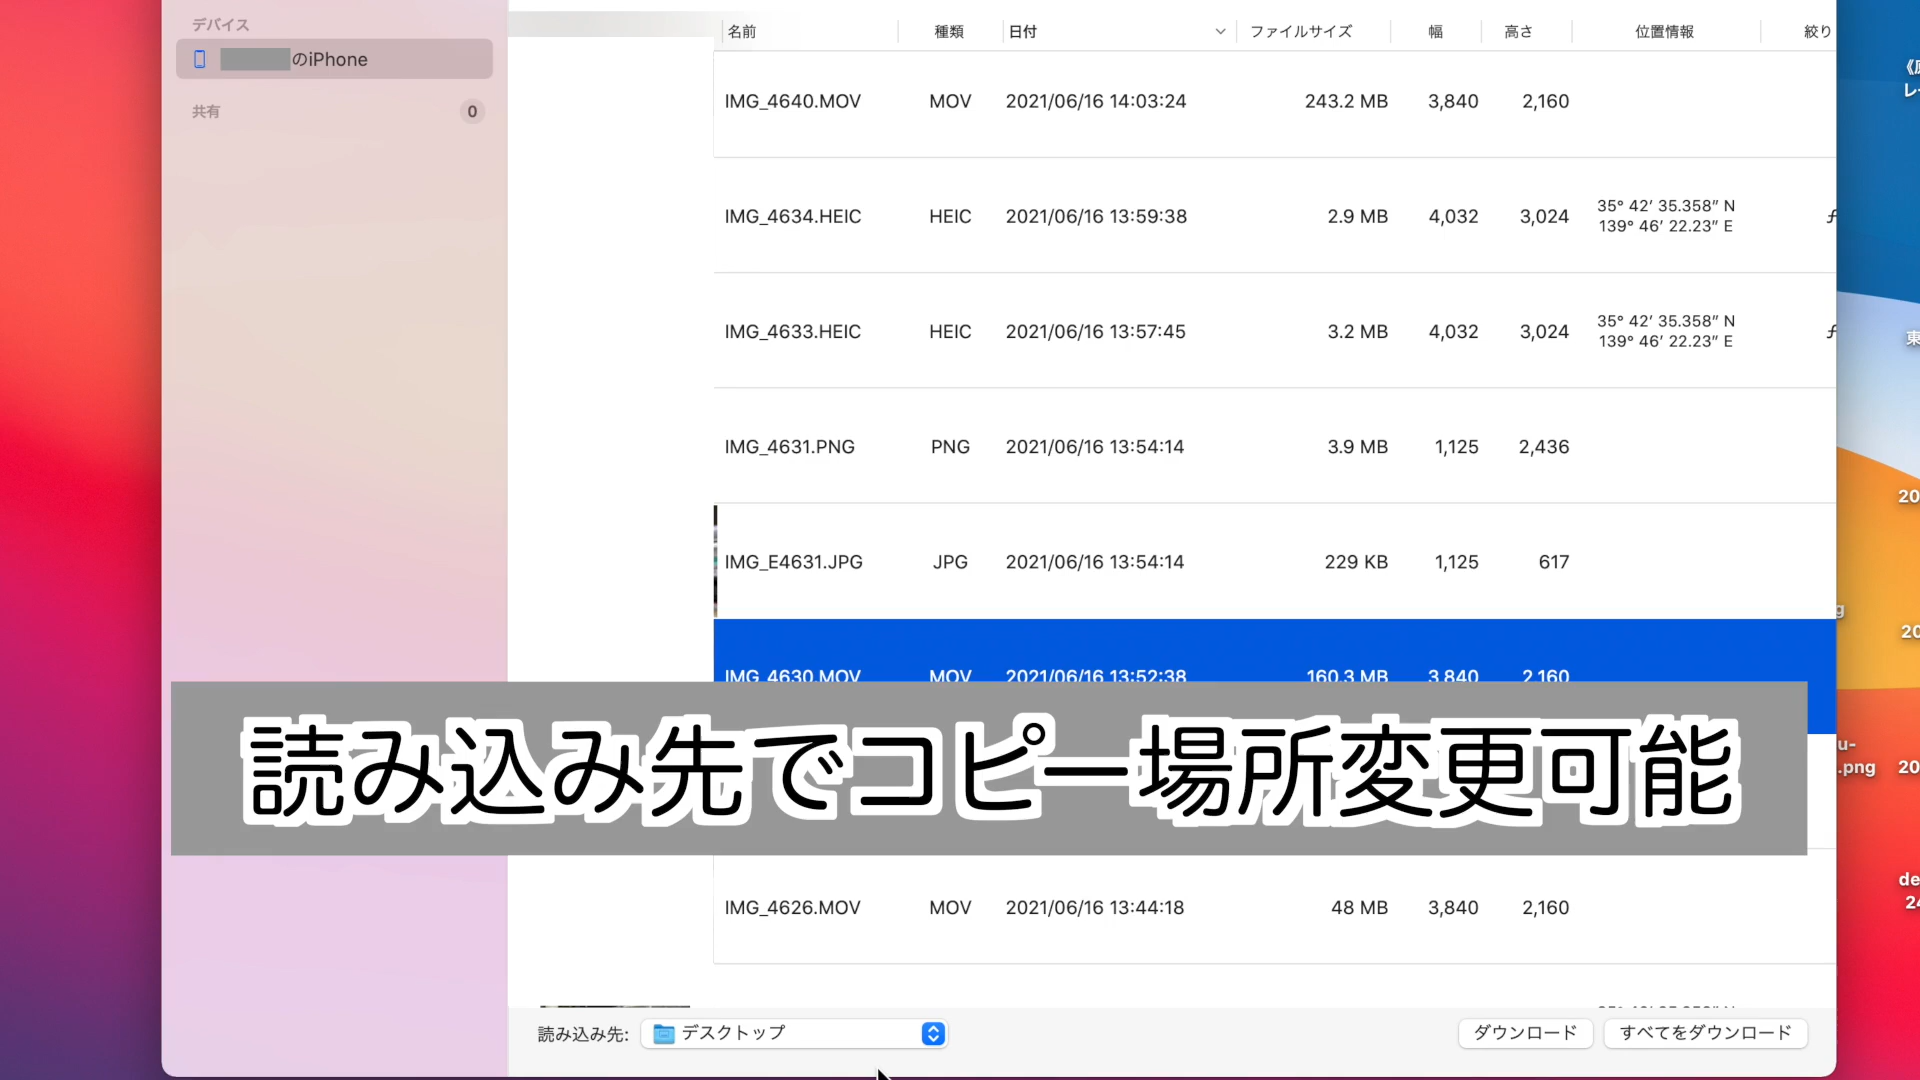 デバイス
のiPhone
共有 0
名前 種類 日付 ファイルサイズ 幅 高さ 位置情報 絞り
IMG_4640.MOV MOV 2021/06/16 14:03:24 243.2 MB 3,840 2,160
IMG_4634.HEIC HEIC 2021/06/16 13:59:38 2.9 MB 4,032 3,024 35° 42′ 35.358″ N
139° 46′ 22.23″ E
IMG_4633.HEIC HEIC 2021/06/16 13:57:45 3.2 MB 4,032 3,024 35° 42′ 35.358″ N
139° 46′ 22.23″ E
IMG_4631.PNG PNG 2021/06/16 13:54:14 3.9 MB 1,125 2,436
IMG_E4631.JPG JPG 2021/06/16 13:54:14 229 KB 1,125 617
IMG_4630.MOV MOV 2021/06/16 13:52:38 160.3 MB 3,840 2,160
読み込み先でコピー場所変更可能
IMG_4626.MOV MOV 2021/06/16 13:44:18 48 MB 3,840 2,160
読み込み先: デスクトップ ダウンロード すべてをダウンロード
東
20
20
u-
.png 20
de
24